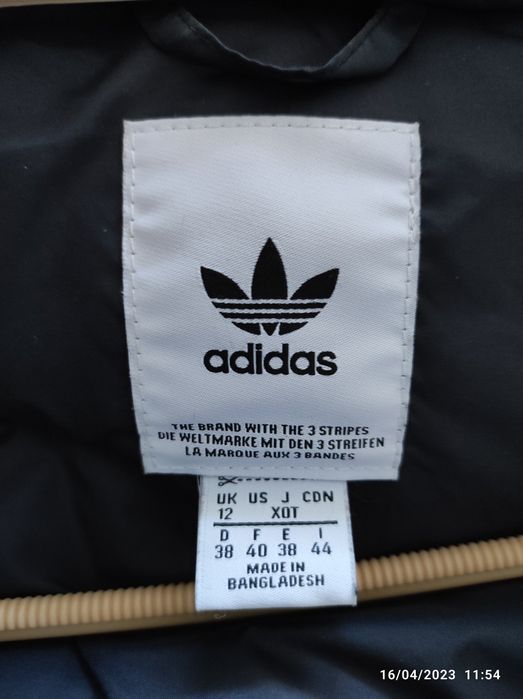 adidas
THE BRAND WITH THE 3 STRIPES
DIE WELTMARKE MIT DEN 3 STREIFEN
LA MARQUE AUX 3 BANDES
UK US J CDN
12 XOT
D F E I
38 40 38 44
MADE IN
BANGLADESH
16/04/2023 11:54